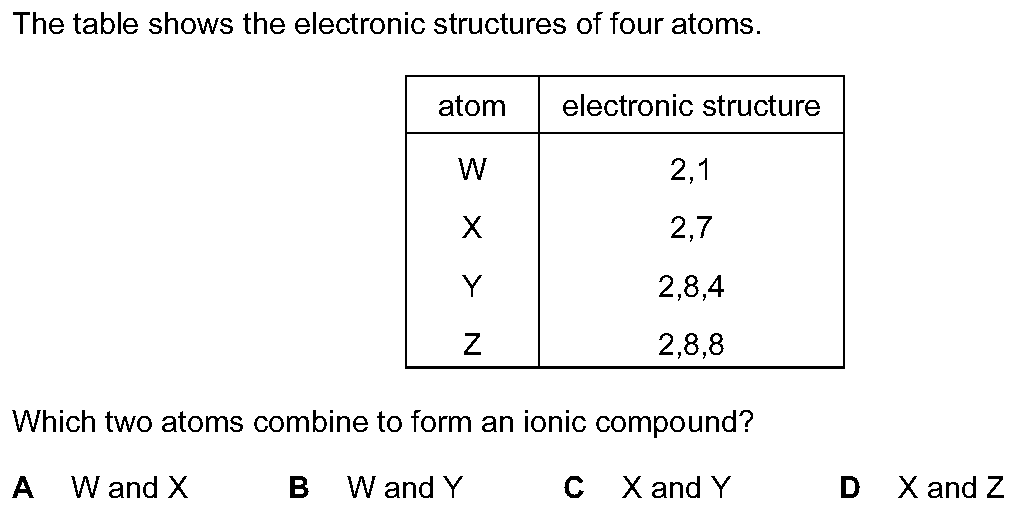 The table shows the electronic structures of four atoms.
atom electronic structure
W 2,1
X 2,7
Y 2,8,4
Z 2,8,8
Which two atoms combine to form an ionic compound?
A W and X B W and Y C X and Y D X and Z